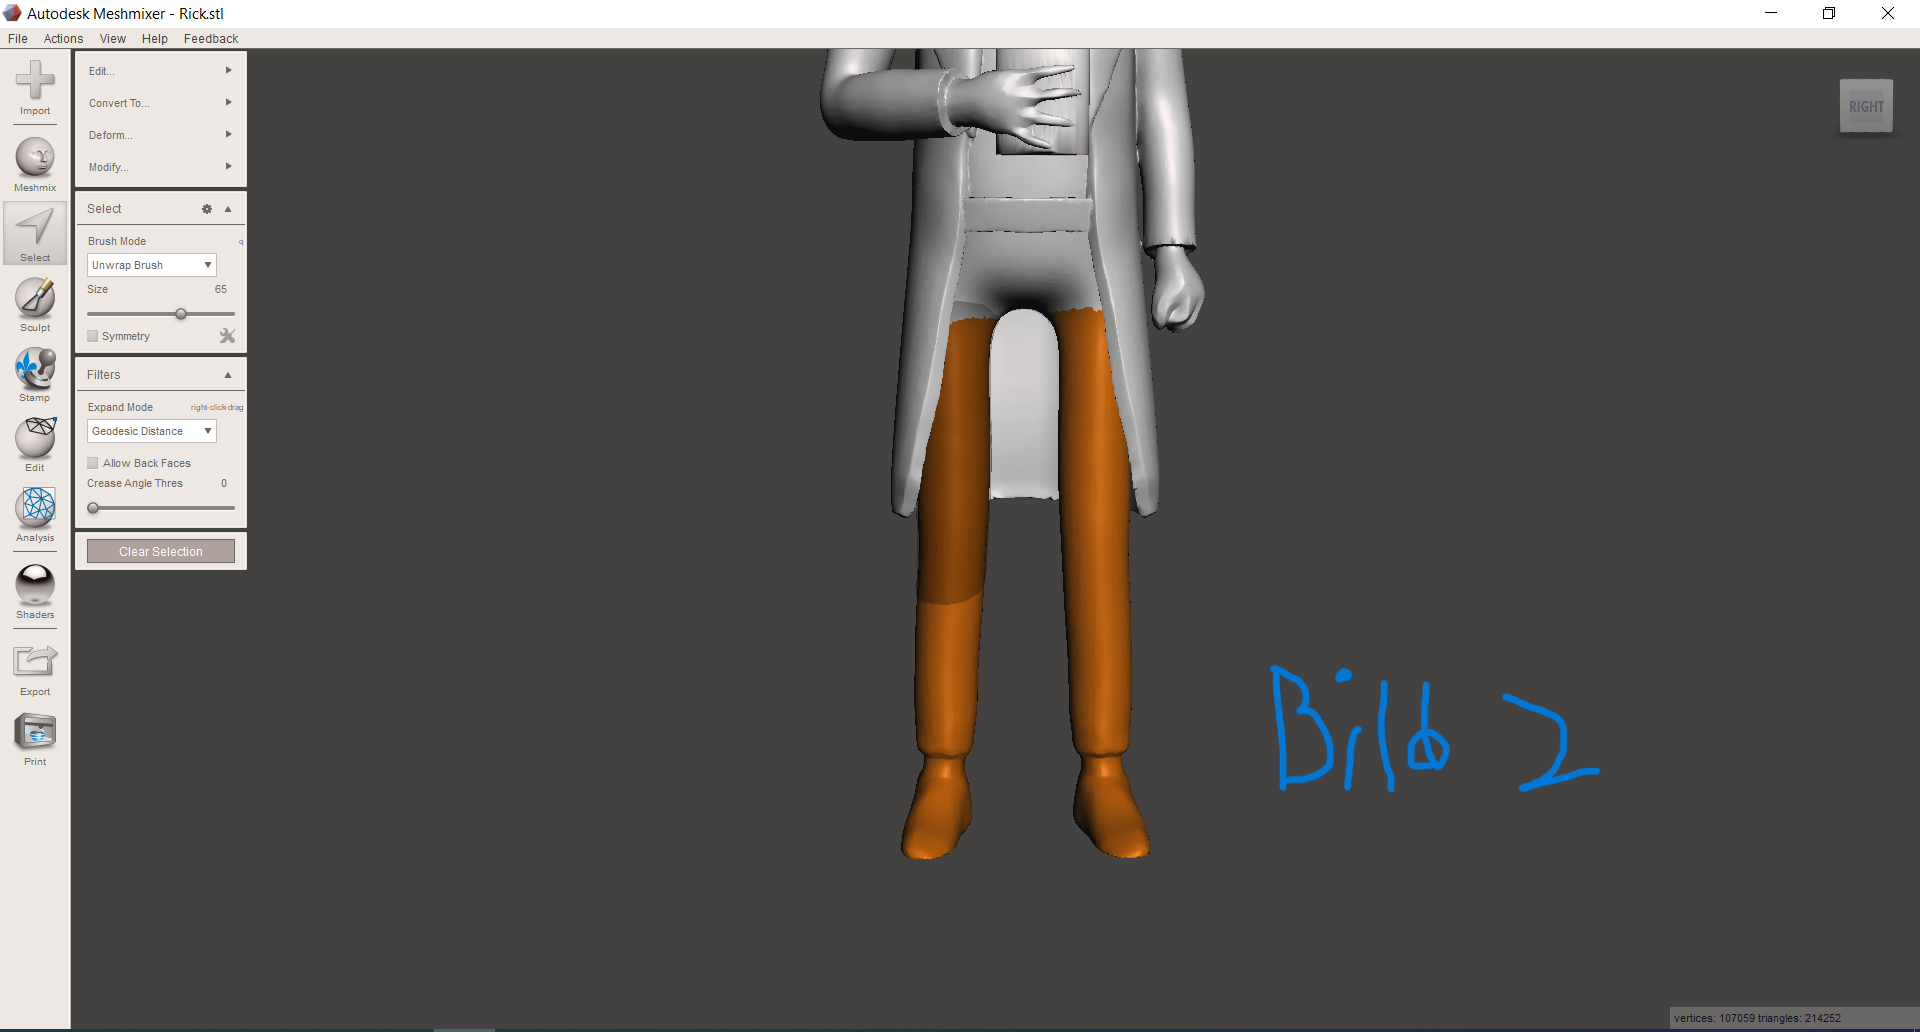 Autodesk Meshmixer - Rick.stl
File Actions View Help Feedback
Import
Meshmix
Select
Sculpt
Stamp
Edit
Analysis
Shaders
Export
Print
Edit...
Convert To...
Deform...
Modify...
Select
Brush Mode q
Unwrap Brush
Size 65
Symmetry
Filters
Expand Mode right-click-drag
Geodesic Distance
Allow Back Faces
Crease Angle Thres 0
Clear Selection
RIGHT
Bild 2
vertices: 107059 triangles: 214252